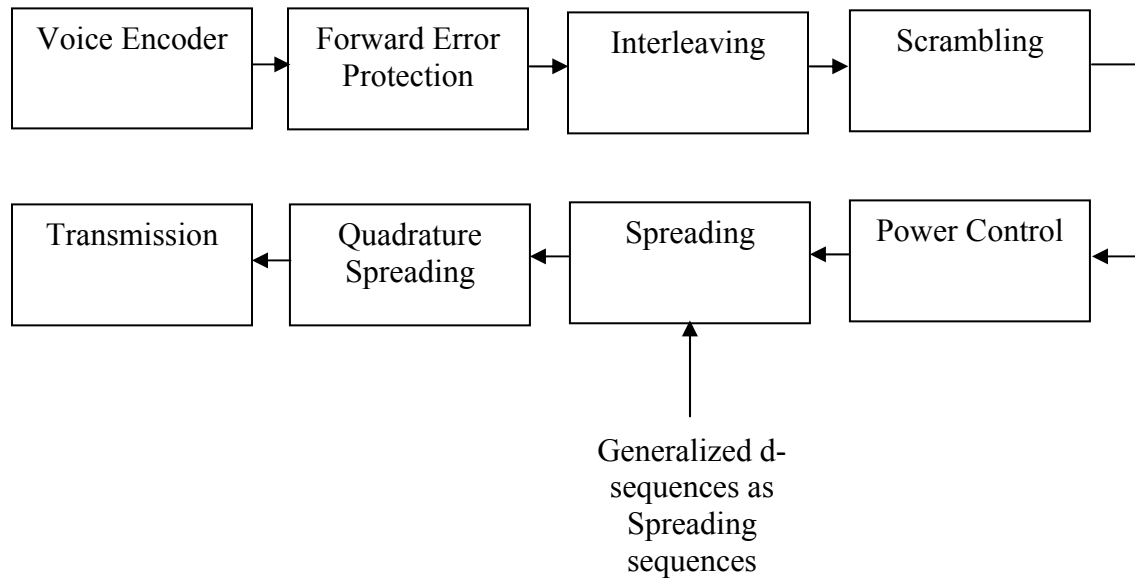 Voice Encoder
Forward Error
Protection
Interleaving
Scrambling
Transmission
Quadrature
Spreading
Spreading
Power Control
Generalized d-
sequences as
Spreading
sequences